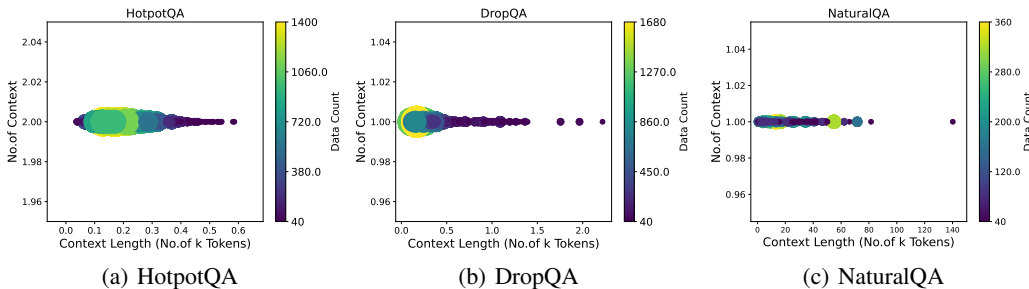 HotpotQA
2.04
2.02
2.00
1.98
1.96
No.of Context
0.0 0.1 0.2 0.3 0.4 0.5 0.6
Context Length (No.of k Tokens)
1400
1060.0
720.0
380.0
40
Data Count
(a) HotpotQA
DropQA
2.04
2.02
2.00
1.98
1.96
No.of Context
0.0 0.5 1.0 1.5 2.0
Context Length (No.of k Tokens)
1680
1270.0
860.0
450.0
40
Data Count
(b) DropQA
NaturalQA
1.04
1.02
1.00
0.98
0.96
No.of Context
0 20 40 60 80 100 120 140
Context Length (No.of k Tokens)
360
280.0
200.0
120.0
40
Data Count
(c) NaturalQA